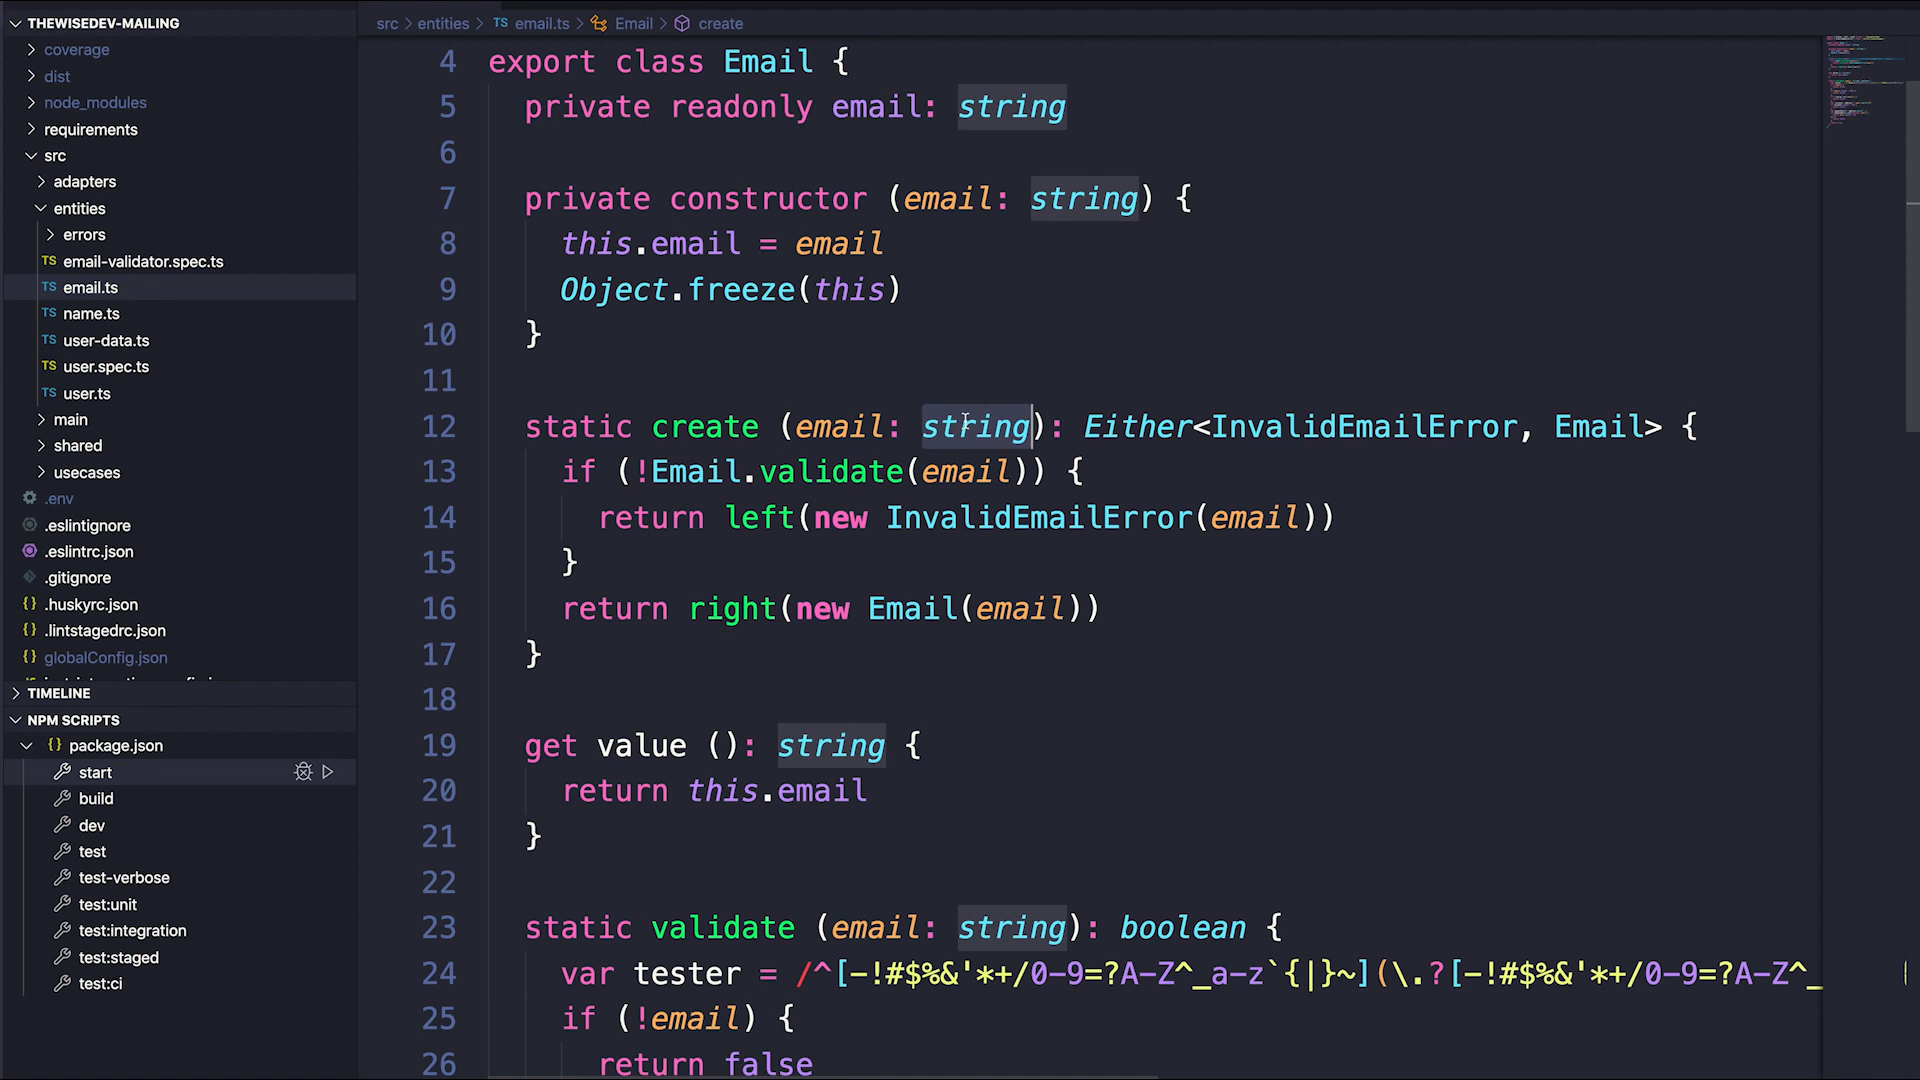 THEWISEDEV-MAILING
coverage
dist
node_modules
requirements
src
adapters
entities
errors
TS email-validator.spec.ts
TS email.ts
TS name.ts
TS user-data.ts
TS user.spec.ts
TS user.ts
main
shared
usecases
.env
.eslintignore
.eslintrc.json
.gitignore
{} .huskyrc.json
{} .lintstagedrc.json
{} globalConfig.json
TIMELINE
NPM SCRIPTS
{} package.json
start
build
dev
test
test-verbose
test:unit
test:integration
test:staged
test:ci
src > entities > TS email.ts > Email > create
4 export class Email {
5 private readonly email: string
6
7 private constructor (email: string) {
8 this.email = email
9 Object.freeze(this)
10 }
11
12 static create (email: string): Either<InvalidEmailError, Email> {
13 if (!Email.validate(email)) {
14 return left(new InvalidEmailError(email))
15 }
16 return right(new Email(email))
17 }
18
19 get value (): string {
20 return this.email
21 }
22
23 static validate (email: string): boolean {
24 var tester = /^[-!#$%&'*+/0-9=?A-Z^_a-z`{|}~](\.?[-!#$%&'*+/0-9=?A-Z^_
25 if (!email) {
26 return false